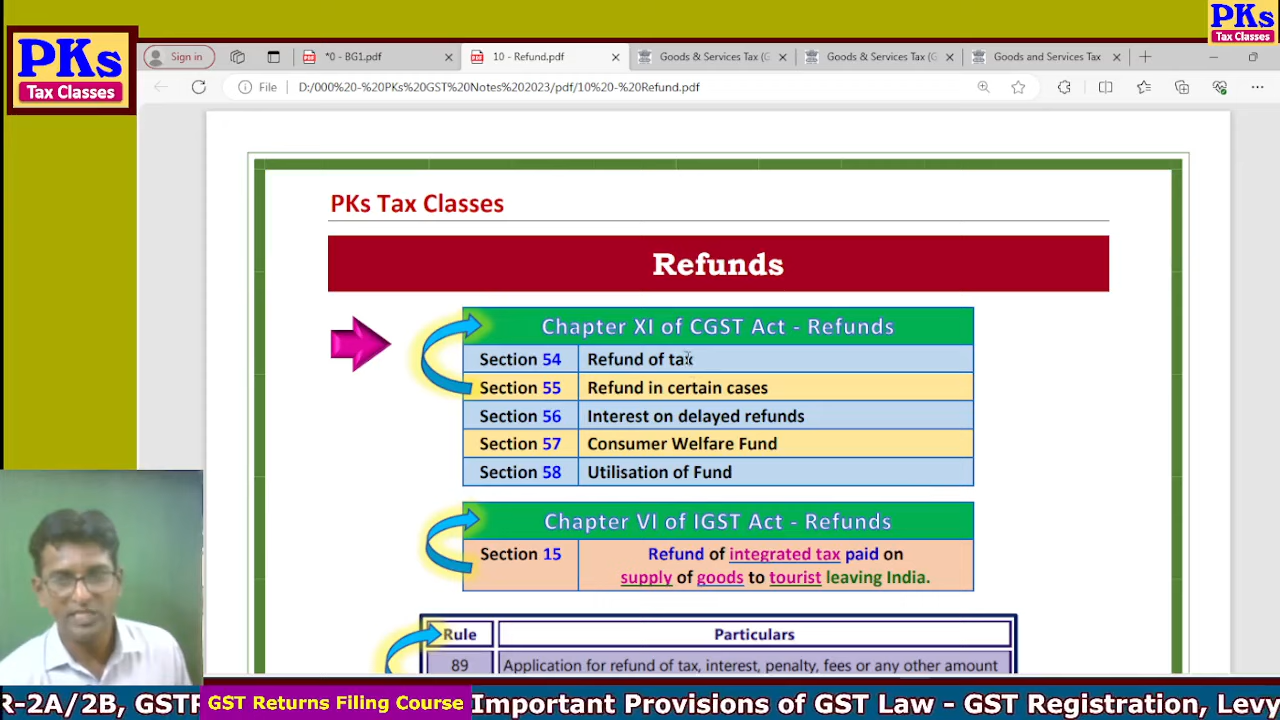 PKs
Tax Classes
PKs
Tax Classes
Sign in
*0 - BG1.pdf
10 - Refund.pdf
Goods & Services Tax (G
Goods & Services Tax (G
Goods and Services Tax
File
D:/000%20-%20PKs%20GST%20Notes%202023/pdf/10%20-%20Refund.pdf
PKs Tax Classes
Refunds
Chapter XI of CGST Act - Refunds
Section 54 Refund of tax
Section 55 Refund in certain cases
Section 56 Interest on delayed refunds
Section 57 Consumer Welfare Fund
Section 58 Utilisation of Fund
Chapter VI of IGST Act - Refunds
Section 15 Refund of integrated tax paid on
supply of goods to tourist leaving India.
Rule Particulars
89 Application for refund of tax, interest, penalty, fees or any other amount
R-2A/2B, GSTR GST Returns Filing Course Important Provisions of GST Law – GST Registration, Levy